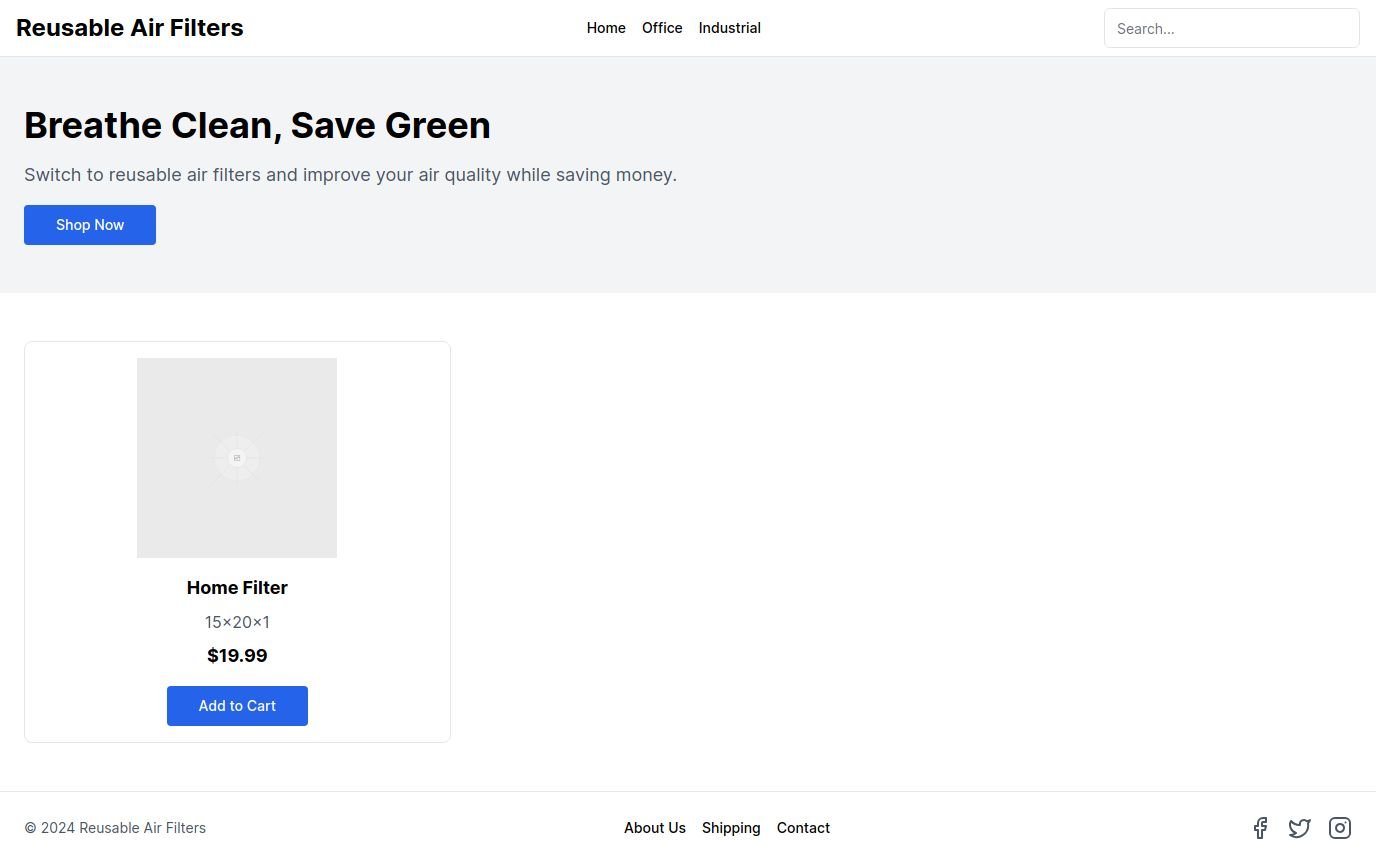 Reusable Air Filters
Home Office Industrial
Search...
Breathe Clean, Save Green
Switch to reusable air filters and improve your air quality while saving money.
Shop Now
Home Filter
15×20×1
$19.99
Add to Cart
© 2024 Reusable Air Filters
About Us Shipping Contact